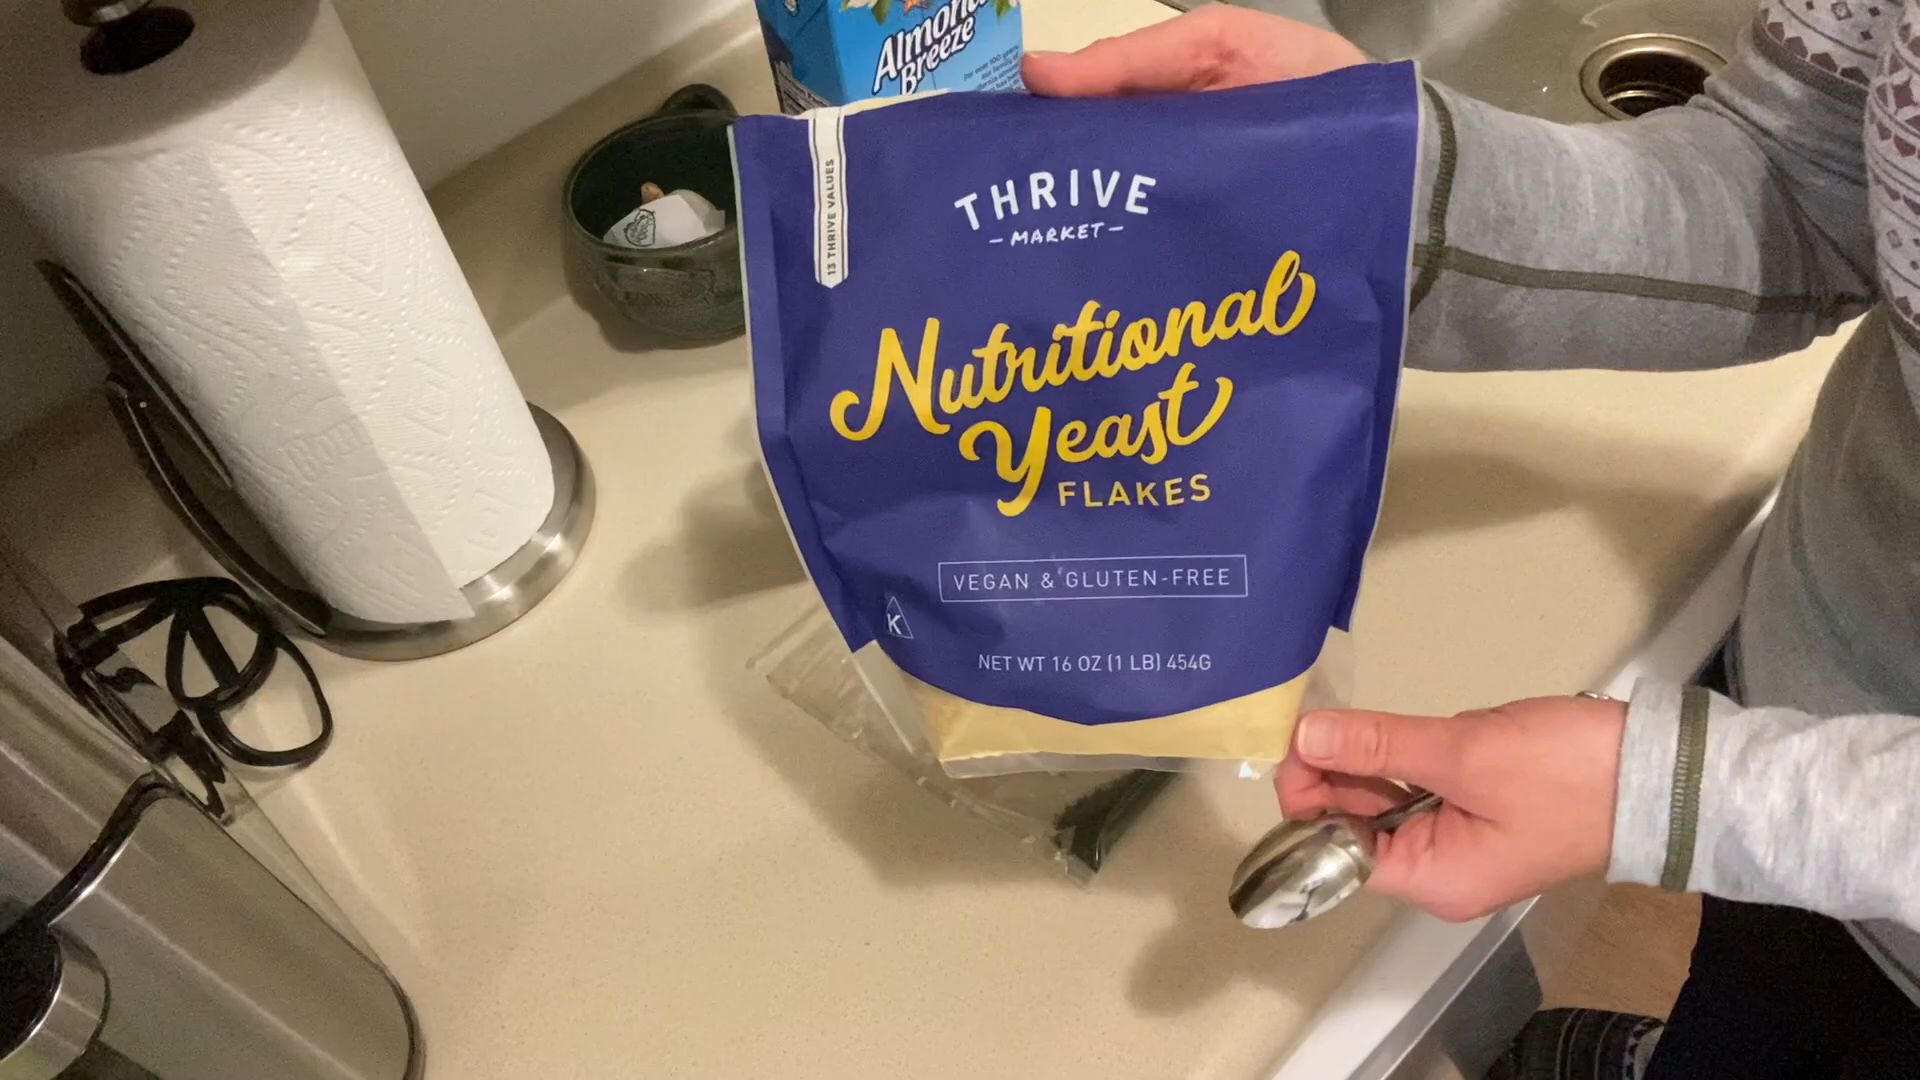 Almond
Breeze
13 THRIVE VALUES
THRIVE
MARKET
Nutritional
Yeast
FLAKES
VEGAN & GLUTEN-FREE
K
NET WT 16 OZ (1 LB) 454G